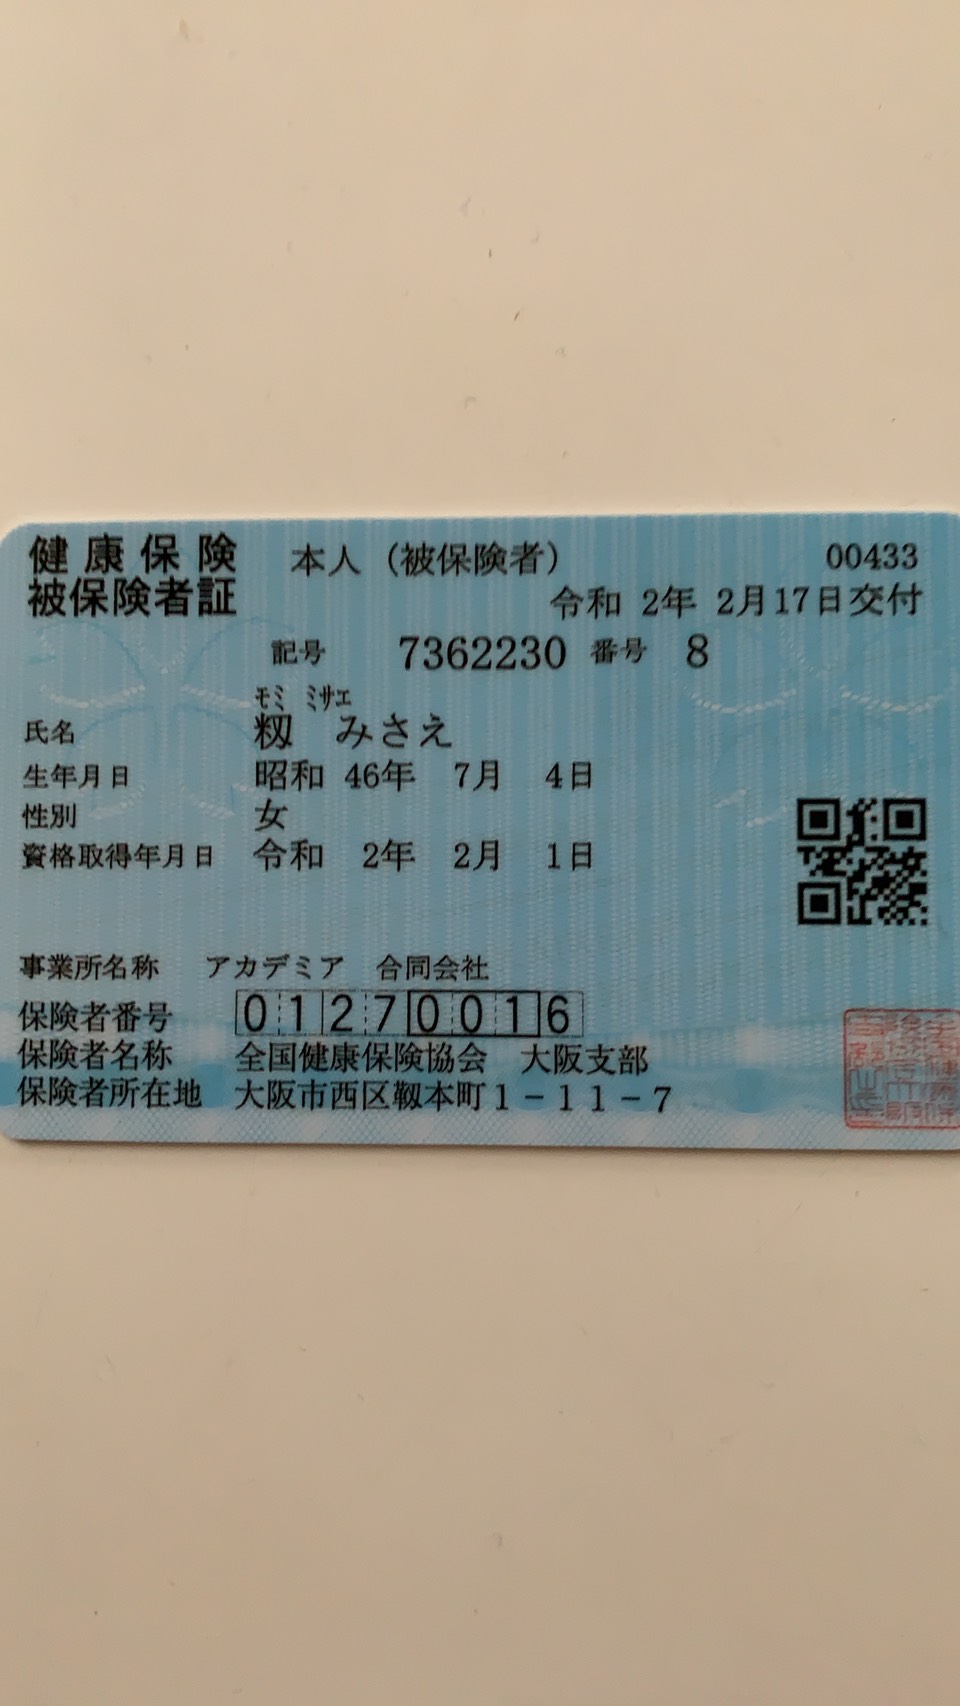 健康保険 本人（被保険者） 00433
被保険者証 令和 2年 2月17日交付
記号 7362230 番号 8
モミ ミサエ
氏名 籾 みさえ
生年月日 昭和 46年 7月 4日
性別 女
資格取得年月日 令和 2年 2月 1日
事業所名称 アカデミア 合同会社
保険者番号 01270016
保険者名称 全国健康保険協会 大阪支部
保険者所在地 大阪市西区靱本町1-11-7